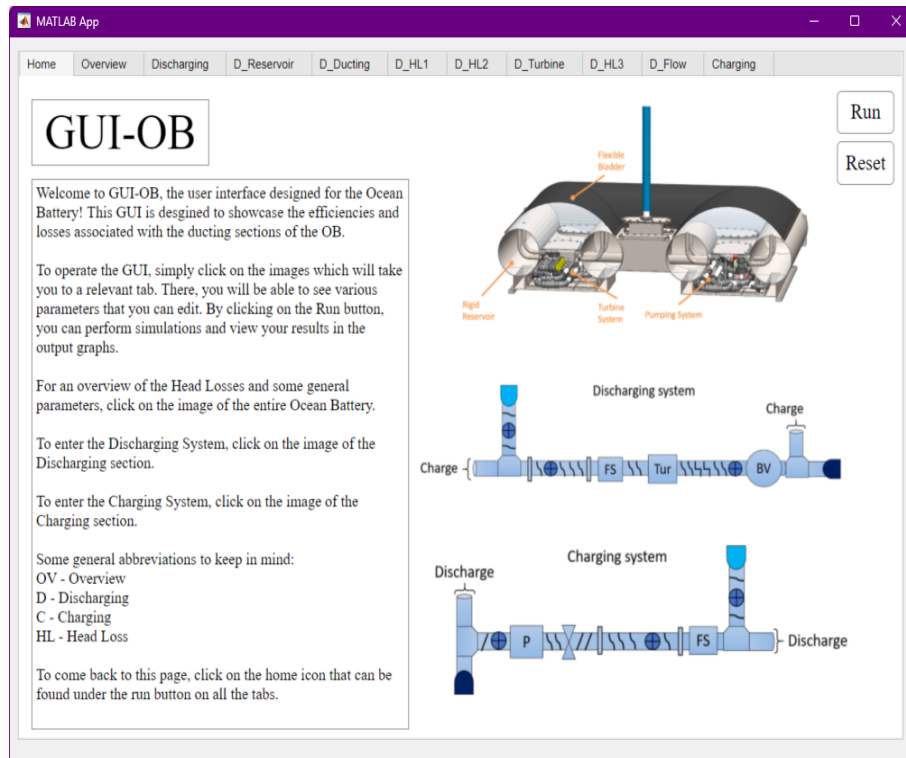 MATLAB App
Home Overview Discharging D_Reservoir D_Ducting D_HL1 D_HL2 D_Turbine D_HL3 D_Flow Charging
GUI-OB
Run
Reset
Welcome to GUI-OB, the user interface designed for the Ocean
Battery! This GUI is desgined to showcase the efficiencies and
losses associated with the ducting sections of the OB.
To operate the GUI, simply click on the images which will take
you to a relevant tab. There, you will be able to see various
parameters that you can edit. By clicking on the Run button,
you can perform simulations and view your results in the
output graphs.
For an overview of the Head Losses and some general
parameters, click on the image of the entire Ocean Battery.
To enter the Discharging System, click on the image of the
Discharging section.
To enter the Charging System, click on the image of the
Charging section.
Some general abbreviations to keep in mind:
OV - Overview
D - Discharging
C - Charging
HL - Head Loss
To come back to this page, click on the home icon that can be
found under the run button on all the tabs.
Flexible
Bladder
Rigid
Reservoir
Turbine
System
Pumping System
Discharging system
Charge
Charge
FS
Tur
BV
Charging system
Discharge
P
FS
Discharge